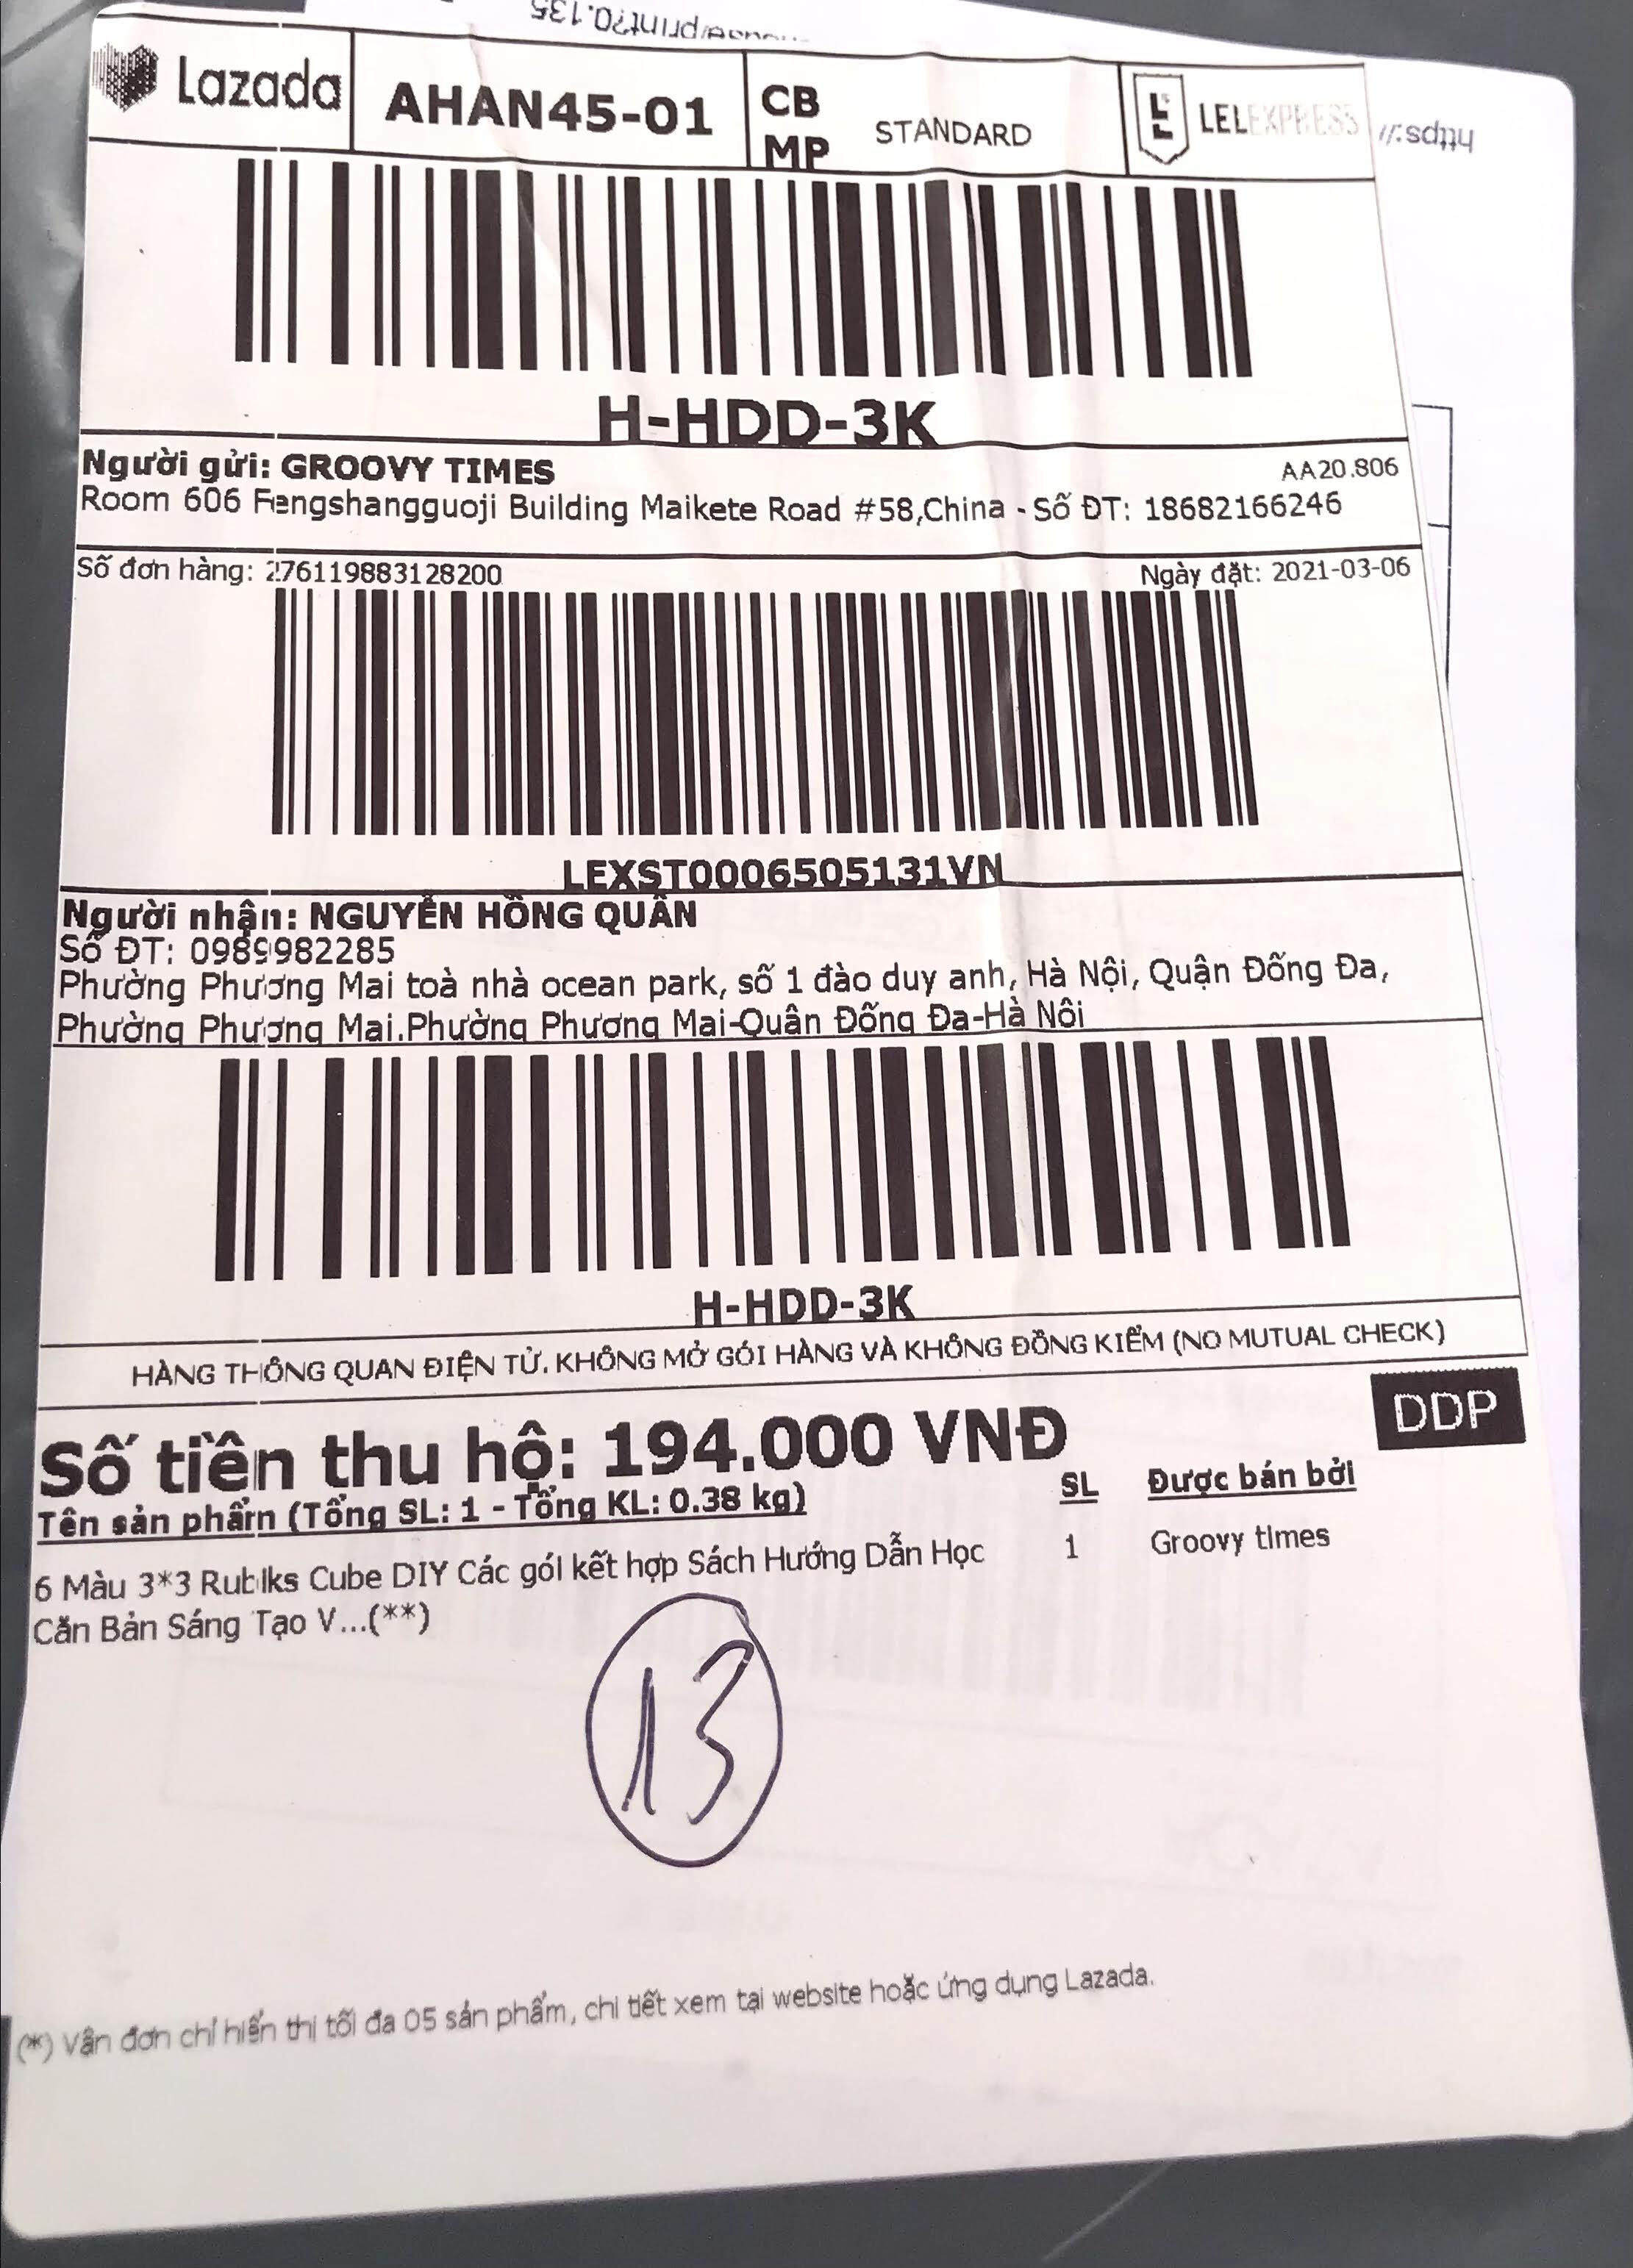 Lazada
AHAN45-01
CB
MP
STANDARD
LELEXPRESS
https://
H-HDD-3K
Người gửi: GROOVY TIMES
AA20.806
Room 606 Fengshangguoji Building Maikete Road #58,China - Số ĐT: 18682166246
Số đơn hàng: 276119883128200
Ngày đặt: 2021-03-06
LEXST0006505131VN
Người nhận: NGUYỄN HỒNG QUÂN
Số ĐT: 0989982285
Phường Phương Mai toà nhà ocean park, số 1 đào duy anh, Hà Nội, Quận Đống Đa,
Phường Phương Mai,Phường Phương Mai-Quận Đống Đa-Hà Nội
H-HDD-3K
HÀNG THÔNG QUAN ĐIỆN TỬ. KHÔNG MỞ GÓI HÀNG VÀ KHÔNG ĐỒNG KIỂM (NO MUTUAL CHECK)
DDP
Số tiền thu hộ: 194.000 VNĐ
Tên sản phẩm (Tổng SL: 1 - Tổng KL: 0.38 kg)
SL
Được bán bởi
6 Màu 3*3 Rubiks Cube DIY Các gói kết hợp Sách Hướng Dẫn Học
1
Groovy times
Căn Bản Sáng Tạo V...(**)
13
(*) Vận đơn chỉ hiển thị tối đa 05 sản phẩm, chi tiết xem tại website hoặc ứng dụng Lazada.